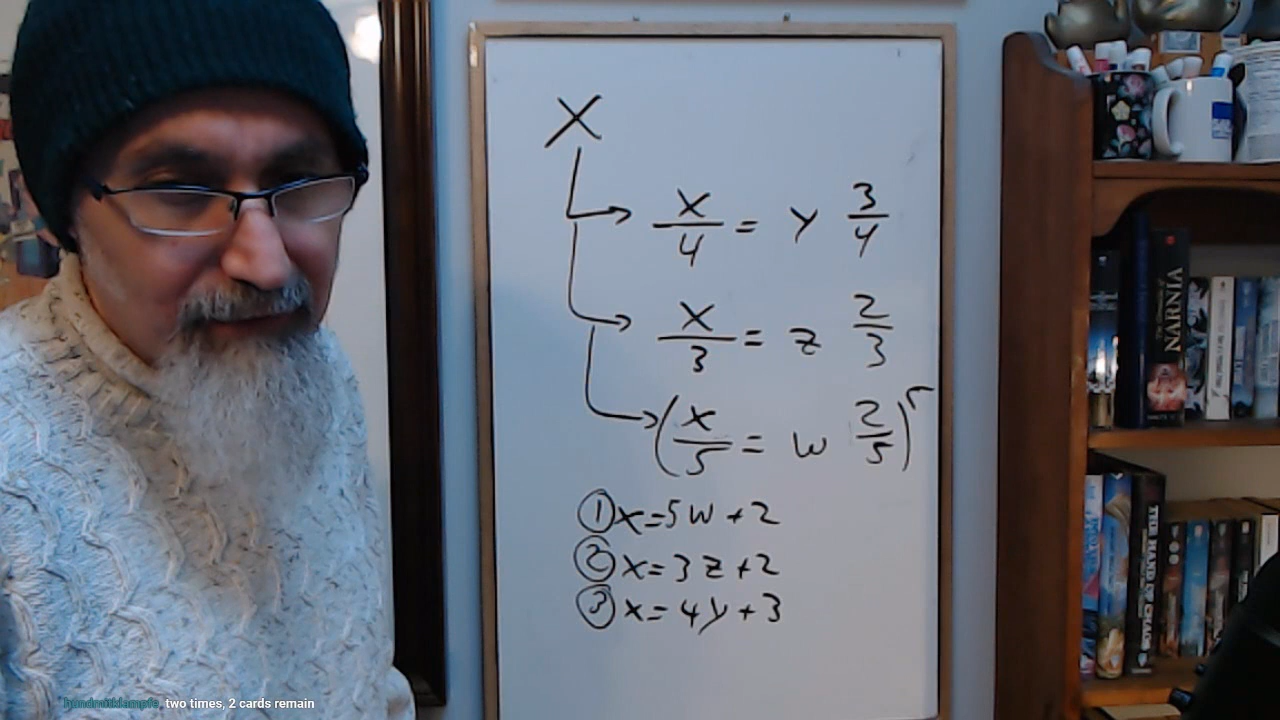 X
x/4 = y 3/4
x/3 = z 2/3
(x/5 = w 2/5)
① x=5w+2
② x=3z+2
③ x=4y+3
NARNIA
hundmitklampfe two times, 2 cards remain